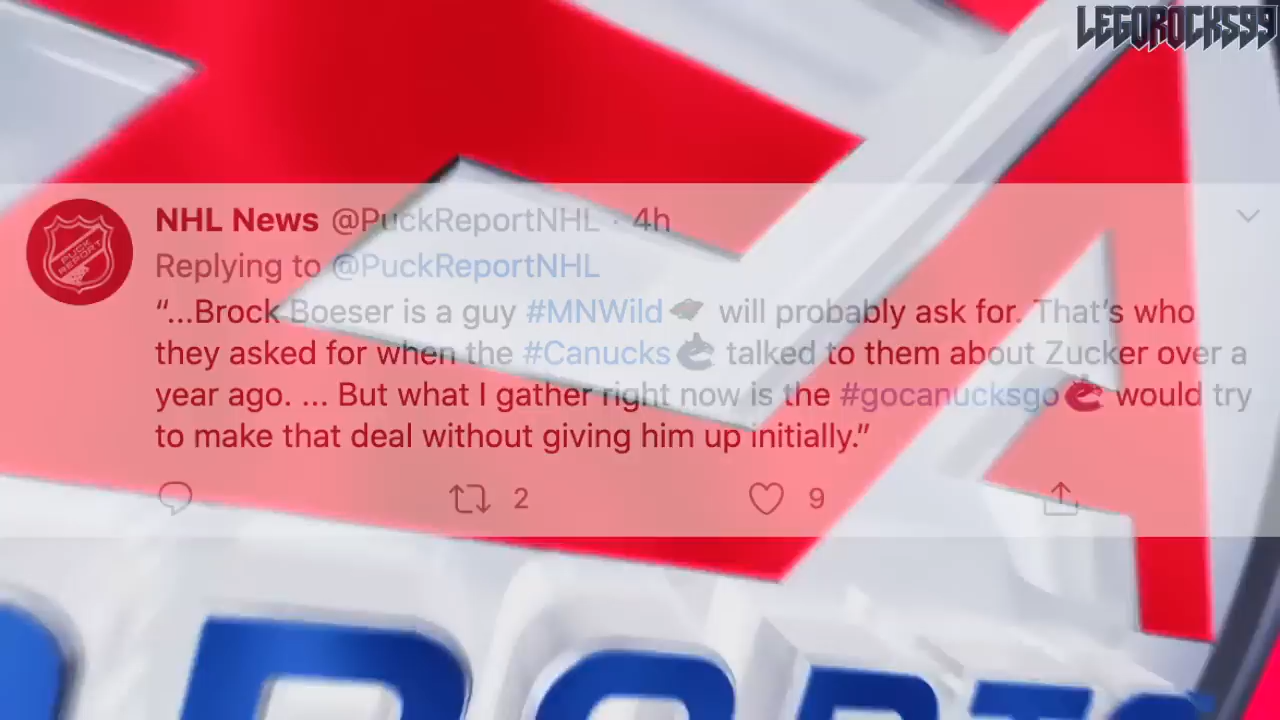 LEGOROCKS99
NHL News @PuckReportNHL · 4h
Replying to @PuckReportNHL
“...Brock Boeser is a guy #MNWild will probably ask for. That’s who
they asked for when the #Canucks talked to them about Zucker over a
year ago. ... But what I gather right now is the #gocanucksgo would try
to make that deal without giving him up initially.”
2 9
PUCK
REPORT